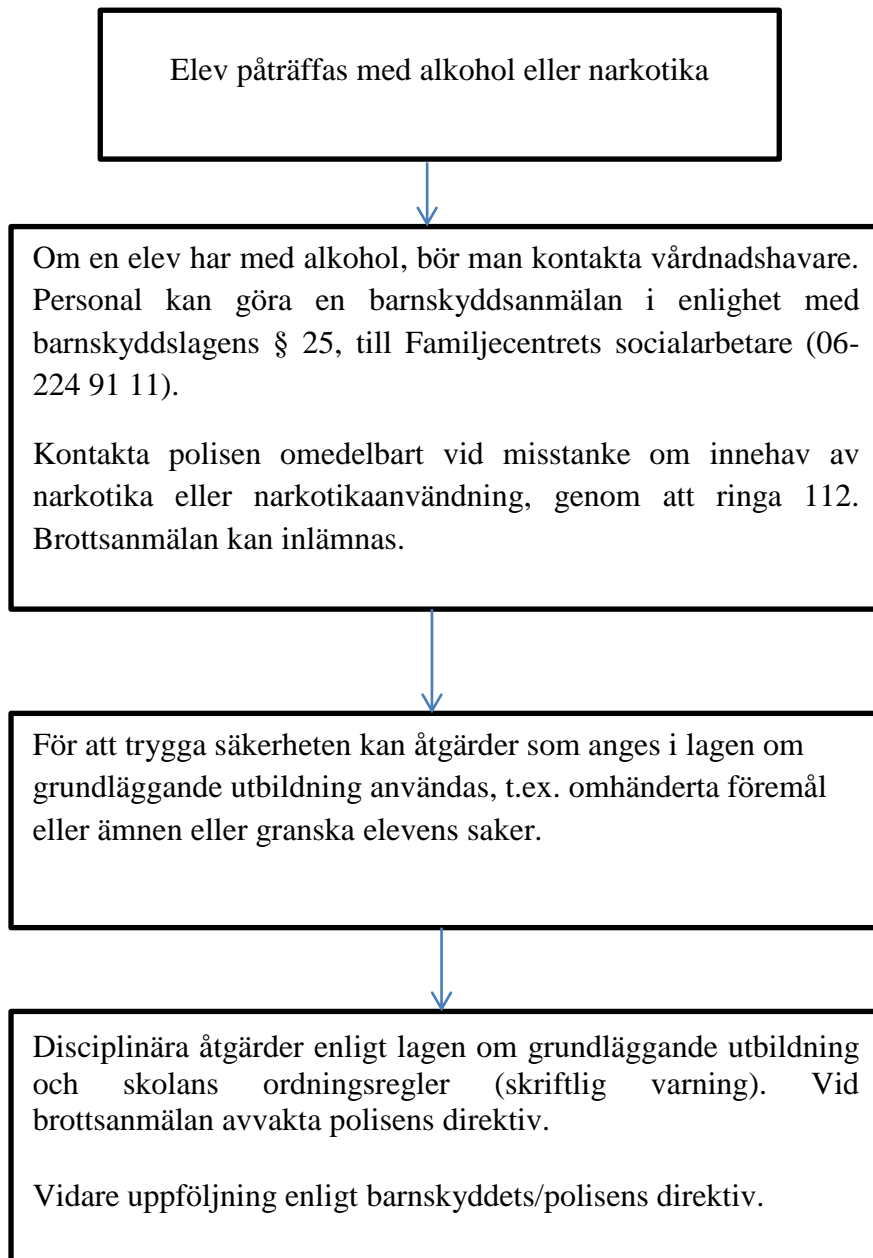 Elev påträffas med alkohol eller narkotika
Om en elev har med alkohol, bör man kontakta vårdnadshavare.
Personal kan göra en barnskyddsanmälan i enlighet med
barnskyddslagens § 25, till Familjecentrets socialarbetare (06-
224 91 11).
Kontakta polisen omedelbart vid misstanke om innehav av
narkotika eller narkotikaanvändning, genom att ringa 112.
Brottsanmälan kan inlämnas.
För att trygga säkerheten kan åtgärder som anges i lagen om
grundläggande utbildning användas, t.ex. omhänderta föremål
eller ämnen eller granska elevens saker.
Disciplinära åtgärder enligt lagen om grundläggande utbildning
och skolans ordningsregler (skriftlig varning). Vid
brottsanmälan avvakta polisens direktiv.
Vidare uppföljning enligt barnskyddets/polisens direktiv.